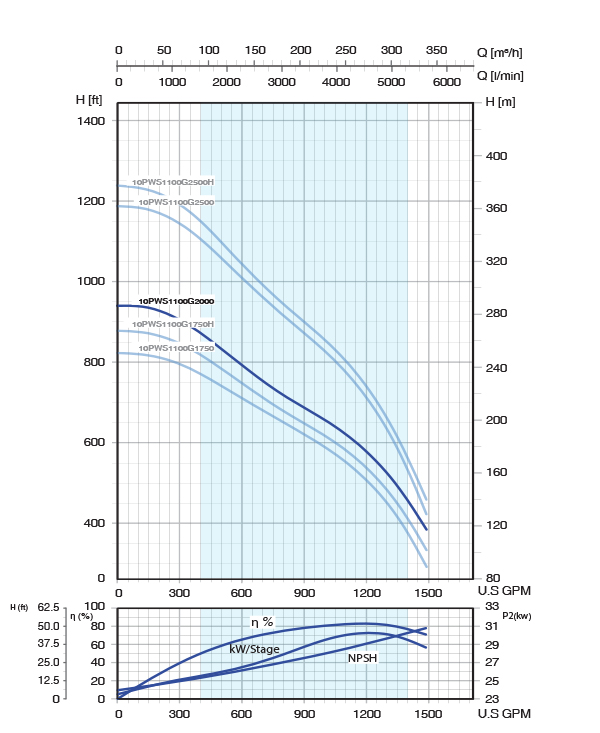 0 50 100 150 200 250 300 350 Q [m³/h]
0 1000 2000 3000 4000 5000 6000 Q [l/min]
H [ft] H [m]
1400
400
1200 360
320
1000
280
800 240
200
600
160
400 120
0 80
10PWS1100G2500H
10PWS1100G2500
10PWS1100G2000
10PWS1100G1750H
10PWS1100G1750
0 300 600 900 1200 1500 U.S GPM
H (ft) 62.5 η (%) 100 33 P2(kw)
50.0 80 31
37.5 60 29
25.0 40 27
12.5 20 25
0 0 23
η %
kW/Stage
NPSH
0 300 600 900 1200 1500 U.S GPM